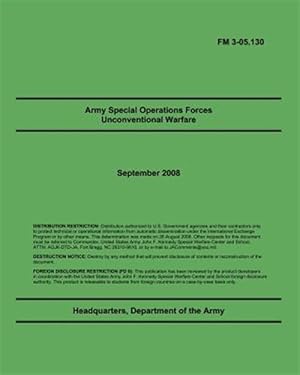 FM 3-05.130
Army Special Operations Forces
Unconventional Warfare
September 2008
DISTRIBUTION RESTRICTION: Distribution authorized to U.S. Government agencies and their contractors only
to protect technical or operational information from automatic dissemination under the International Exchange
Program or by other means. This determination was made on 28 August 2008. Other requests for this document
must be referred to Commander, United States Army John F. Kennedy Special Warfare Center and School,
ATTN: AOJK-DTD-JA, Fort Bragg, NC 28310-9610, or by e-mail to JAComments@soc.mil.
DESTRUCTION NOTICE: Destroy by any method that will prevent disclosure of contents or reconstruction of the
document.
FOREIGN DISCLOSURE RESTRICTION (FD 6): This publication has been reviewed by the product developers
in coordination with the United States Army John F. Kennedy Special Warfare Center and School foreign disclosure
authority. This product is releasable to students from foreign countries on a case-by-case basis only.
Headquarters, Department of the Army